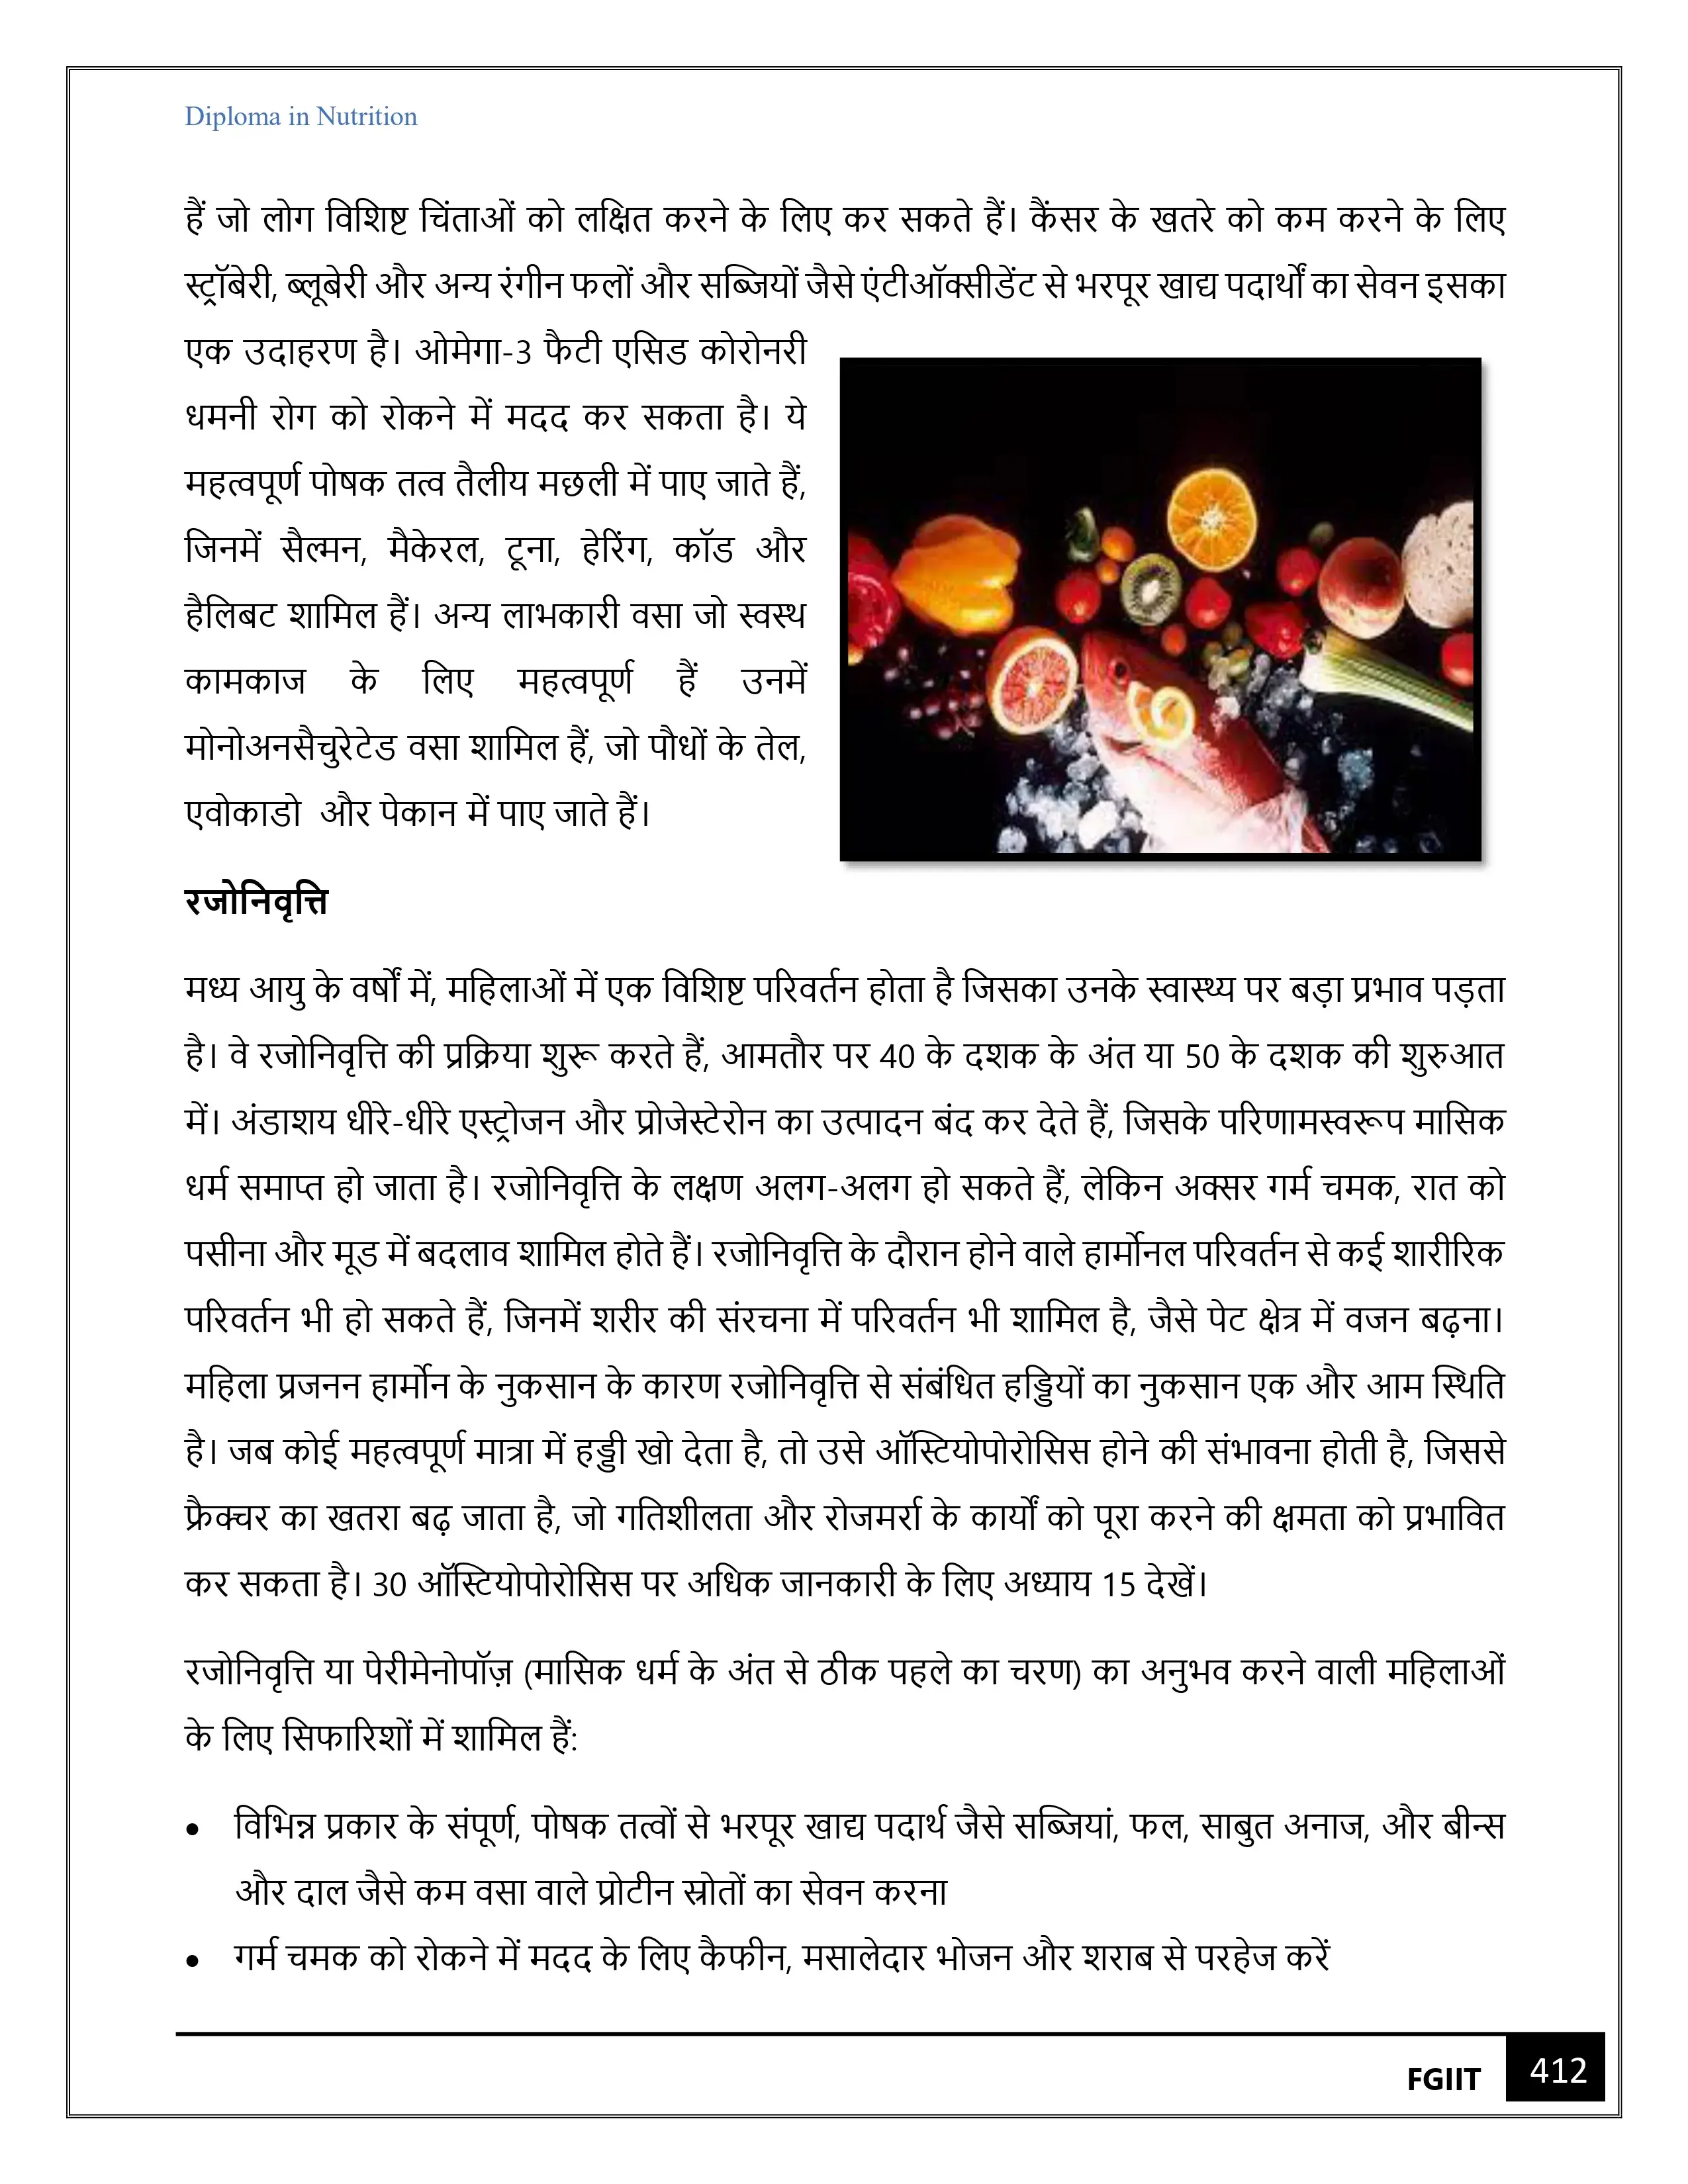 Diploma in Nutrition
हैं जो लोग विशिष्ट चिंताओं को लक्षित करने के लिए कर सकते हैं। कैंसर के खतरे को कम करने के लिए
स्ट्रॉबेरी, ब्लूबेरी और अन्य रंगीन फलों और सब्जियों जैसे एंटीऑक्सीडेंट से भरपूर खाद्य पदार्थों का सेवन इसका
एक उदाहरण है। ओमेगा-3 फैटी एसिड कोरोनरी
धमनी रोग को रोकने में मदद कर सकता है। ये
महत्वपूर्ण पोषक तत्व तैलीय मछली में पाए जाते हैं,
जिनमें सैल्मन, मैकेरल, टूना, हेरिंग, कॉड और
हैलिबट शामिल हैं। अन्य लाभकारी वसा जो स्वस्थ
कामकाज के लिए महत्वपूर्ण हैं उनमें
मोनोअनसैचुरेटेड वसा शामिल हैं, जो पौधों के तेल,
एवोकाडो और पेकान में पाए जाते हैं।
रजोनिवृत्ति
मध्य आयु के वर्षों में, महिलाओं में एक विशिष्ट परिवर्तन होता है जिसका उनके स्वास्थ्य पर बड़ा प्रभाव पड़ता
है। वे रजोनिवृत्ति की प्रक्रिया शुरू करते हैं, आमतौर पर 40 के दशक के अंत या 50 के दशक की शुरुआत
में। अंडाशय धीरे-धीरे एस्ट्रोजन और प्रोजेस्टेरोन का उत्पादन बंद कर देते हैं, जिसके परिणामस्वरूप मासिक
धर्म समाप्त हो जाता है। रजोनिवृत्ति के लक्षण अलग-अलग हो सकते हैं, लेकिन अक्सर गर्म चमक, रात को
पसीना और मूड में बदलाव शामिल होते हैं। रजोनिवृत्ति के दौरान होने वाले हार्मोनल परिवर्तन से कई शारीरिक
परिवर्तन भी हो सकते हैं, जिनमें शरीर की संरचना में परिवर्तन भी शामिल है, जैसे पेट क्षेत्र में वजन बढ़ना।
महिला प्रजनन हार्मोन के नुकसान के कारण रजोनिवृत्ति से संबंधित हड्डियों का नुकसान एक और आम स्थिति
है। जब कोई महत्वपूर्ण मात्रा में हड्डी खो देता है, तो उसे ऑस्टियोपोरोसिस होने की संभावना होती है, जिससे
फ्रैक्चर का खतरा बढ़ जाता है, जो गतिशीलता और रोजमर्रा के कार्यों को पूरा करने की क्षमता को प्रभावित
कर सकता है। 30 ऑस्टियोपोरोसिस पर अधिक जानकारी के लिए अध्याय 15 देखें।
रजोनिवृत्ति या पेरीमेनोपॉज़ (मासिक धर्म के अंत से ठीक पहले का चरण) का अनुभव करने वाली महिलाओं
के लिए सिफारिशों में शामिल हैं:
• विभिन्न प्रकार के संपूर्ण, पोषक तत्वों से भरपूर खाद्य पदार्थ जैसे सब्जियां, फल, साबुत अनाज, और बीन्स
और दाल जैसे कम वसा वाले प्रोटीन स्रोतों का सेवन करना
• गर्म चमक को रोकने में मदद के लिए कैफीन, मसालेदार भोजन और शराब से परहेज करें
FGIIT 412